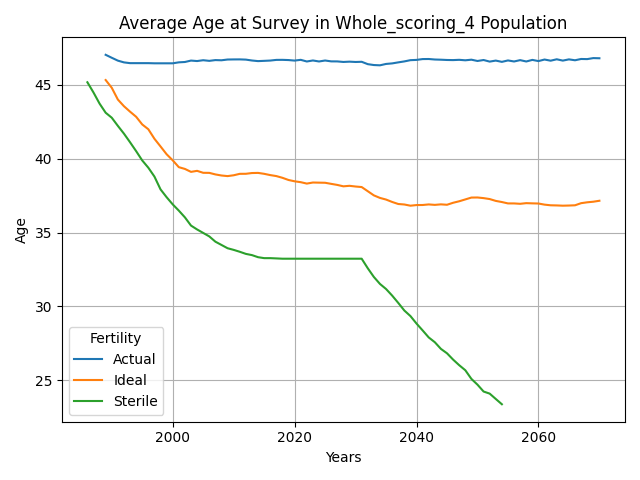 Average Age at Survey in Whole_scoring_4 Population
Age
45
40
35
30
25
Fertility
Actual
Ideal
Sterile
2000
2020
2040
2060
Years